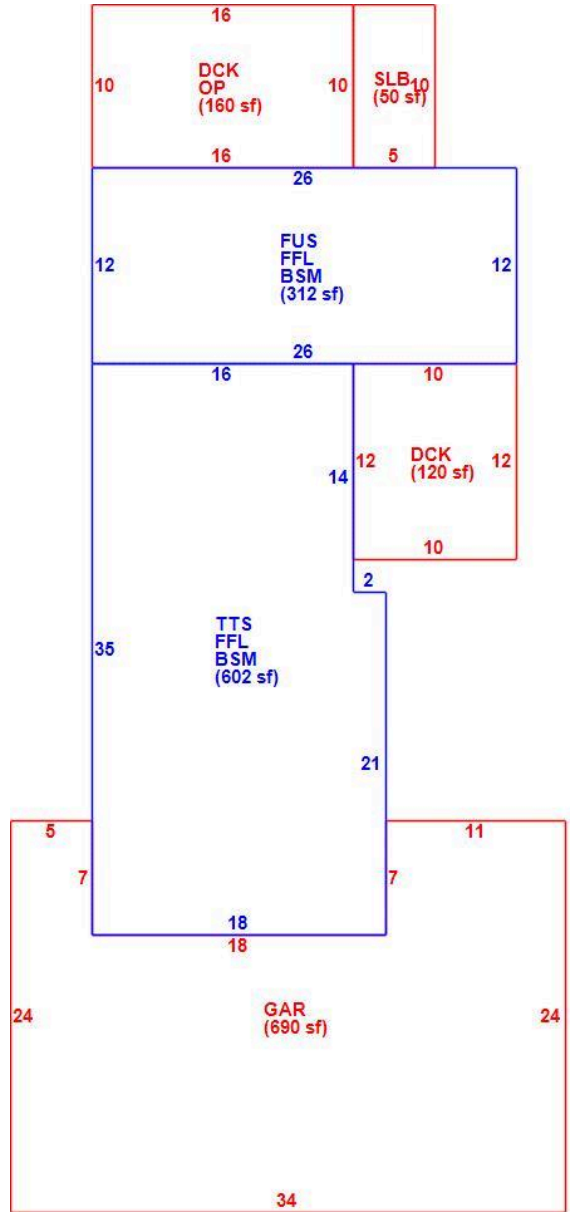 16
DCK
OP
(160 sf)
10
10
SLB
10
(50 sf)
16
5
26
FUS
FFL
BSM
(312 sf)
12
12
26
16
10
14
12
DCK
(120 sf)
12
10
2
TTS
FFL
BSM
(602 sf)
35
21
5
11
7
7
18
18
GAR
(690 sf)
24
24
34